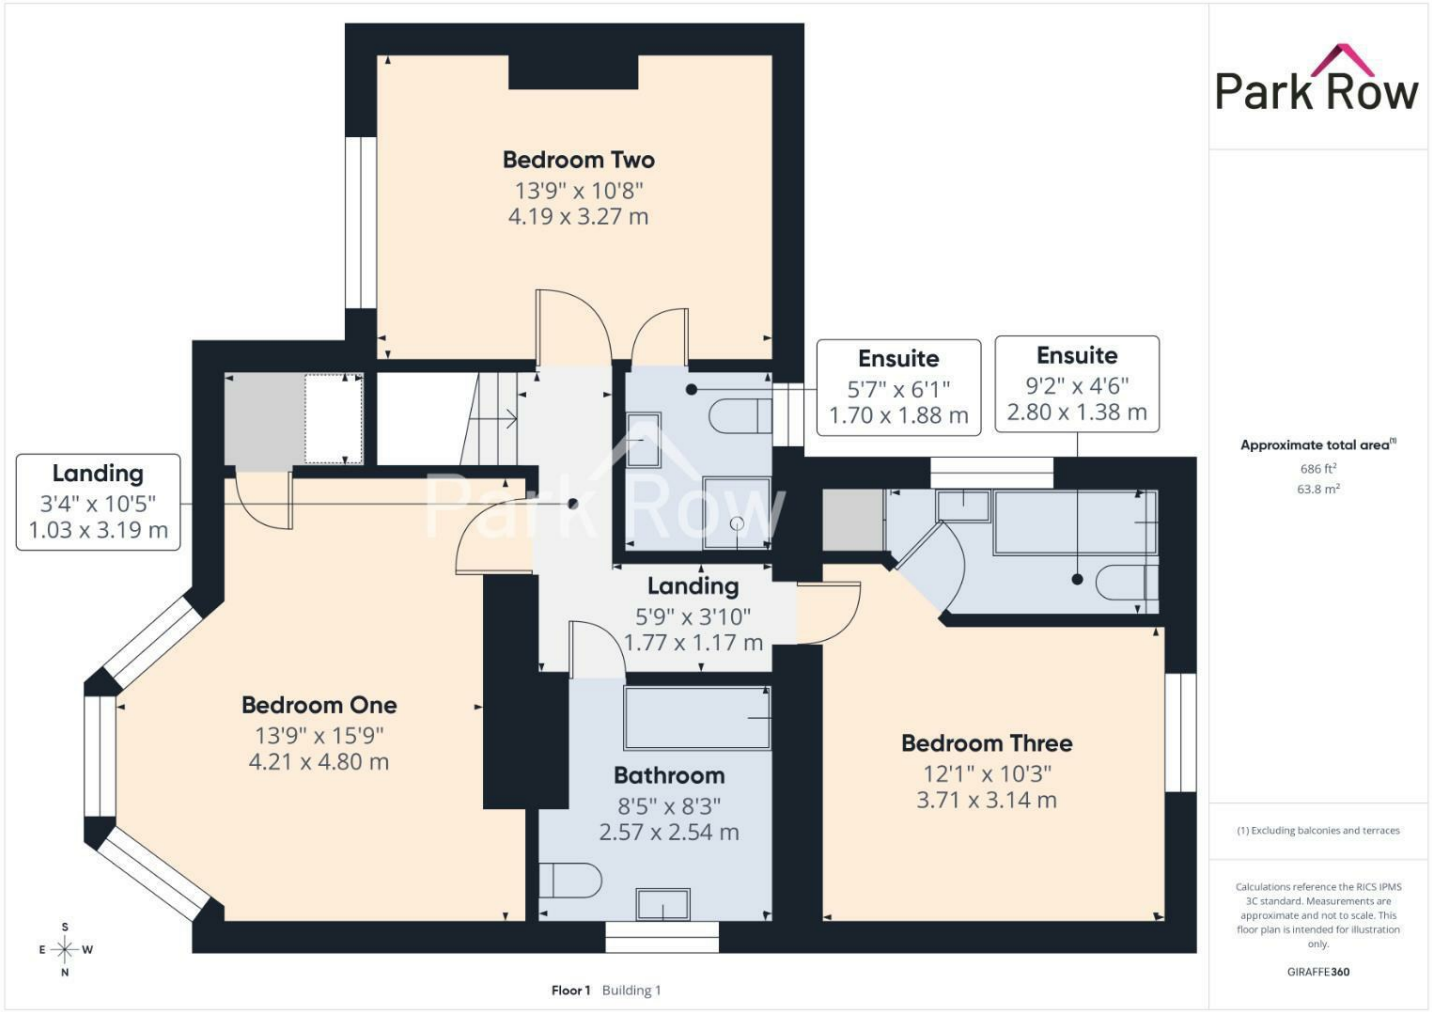 Park Row
Bedroom Two
13'9" x 10'8"
4.19 x 3.27 m
Ensuite
5'7" x 6'1"
1.70 x 1.88 m
Ensuite
9'2" x 4'6"
2.80 x 1.38 m
Landing
3'4" x 10'5"
1.03 x 3.19 m
Park Row
Landing
5'9" x 3'10"
1.77 x 1.17 m
Bedroom One
13'9" x 15'9"
4.21 x 4.80 m
Bathroom
8'5" x 8'3"
2.57 x 2.54 m
Bedroom Three
12'1" x 10'3"
3.71 x 3.14 m
S
E W
N
Floor 1 Building 1
Approximate total area(1)
686 ft²
63.8 m²
(1) Excluding balconies and terraces
Calculations reference the RICS IPMS
3C standard. Measurements are
approximate and not to scale. This
floor plan is intended for illustration
only.
GIRAFFE360